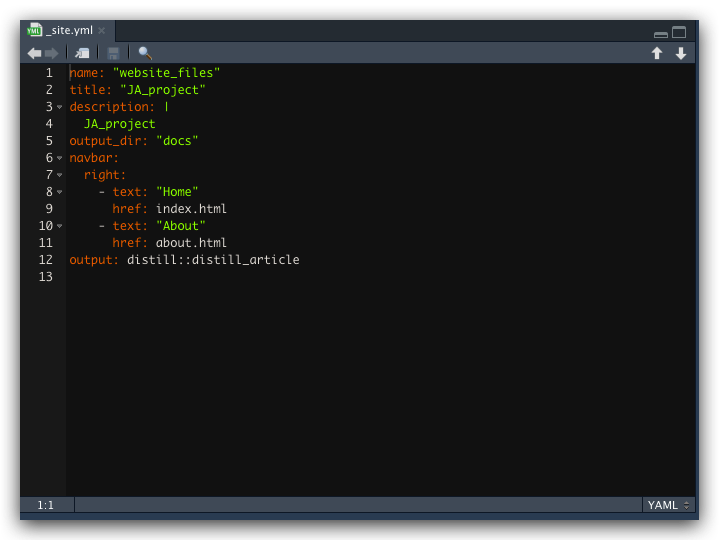 _site.yml
1 name: "website_files"
2 title: "JA_project"
3 description: |
4   JA_project
5 output_dir: "docs"
6 navbar:
7   right:
8     - text: "Home"
9       href: index.html
10     - text: "About"
11       href: about.html
12 output: distill::distill_article
13
1:1 YAML